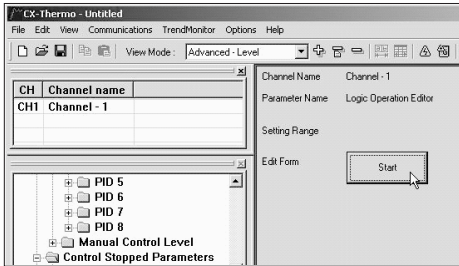 CX-Thermo - Untitled
File Edit View Communications TrendMonitor Options Help
View Mode : Advanced - Level
CH Channel name
CH1 Channel - 1
Channel Name Channel - 1
Parameter Name Logic Operation Editor
Setting Range
Edit Form Start
PID 5
PID 6
PID 7
PID 8
Manual Control Level
Control Stopped Parameters